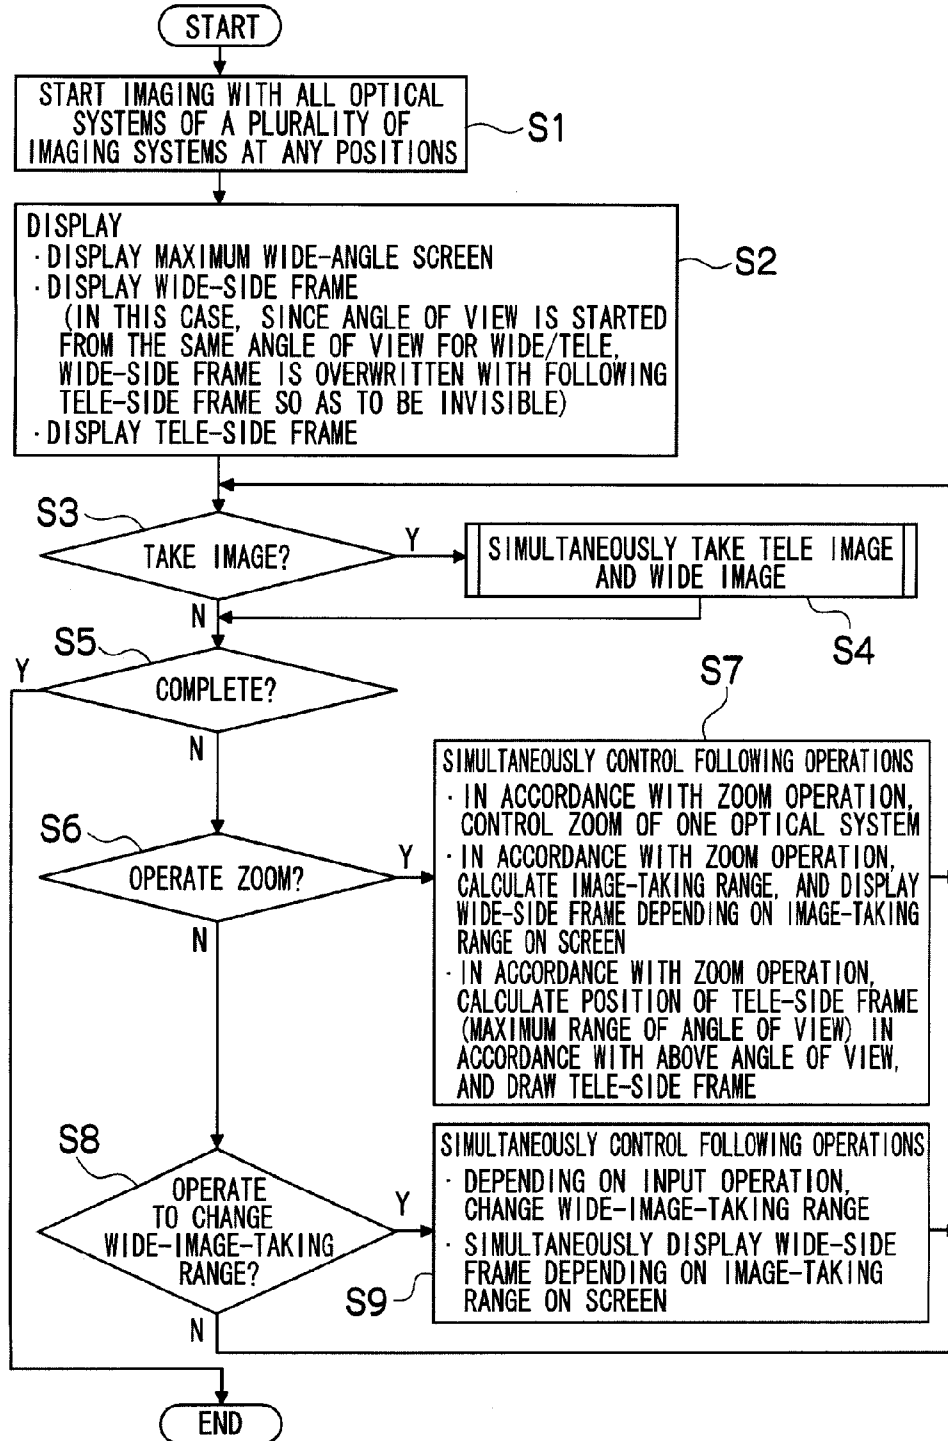 START
START IMAGING WITH ALL OPTICAL
SYSTEMS OF A PLURALITY OF
IMAGING SYSTEMS AT ANY POSITIONS
S1
DISPLAY
· DISPLAY MAXIMUM WIDE-ANGLE SCREEN
· DISPLAY WIDE-SIDE FRAME
(IN THIS CASE, SINCE ANGLE OF VIEW IS STARTED
FROM THE SAME ANGLE OF VIEW FOR WIDE/TELE,
WIDE-SIDE FRAME IS OVERWRITTEN WITH FOLLOWING
TELE-SIDE FRAME SO AS TO BE INVISIBLE)
· DISPLAY TELE-SIDE FRAME
S2
S3
TAKE IMAGE?
Y
N
SIMULTANEOUSLY TAKE TELE IMAGE
AND WIDE IMAGE
S4
S5
Y
COMPLETE?
N
S7
SIMULTANEOUSLY CONTROL FOLLOWING OPERATIONS
· IN ACCORDANCE WITH ZOOM OPERATION,
CONTROL ZOOM OF ONE OPTICAL SYSTEM
· IN ACCORDANCE WITH ZOOM OPERATION,
CALCULATE IMAGE-TAKING RANGE, AND DISPLAY
WIDE-SIDE FRAME DEPENDING ON IMAGE-TAKING
RANGE ON SCREEN
· IN ACCORDANCE WITH ZOOM OPERATION,
CALCULATE POSITION OF TELE-SIDE FRAME
(MAXIMUM RANGE OF ANGLE OF VIEW) IN
ACCORDANCE WITH ABOVE ANGLE OF VIEW,
AND DRAW TELE-SIDE FRAME
S6
OPERATE ZOOM?
Y
N
S8
OPERATE
TO CHANGE
WIDE-IMAGE-TAKING
RANGE?
Y
N
SIMULTANEOUSLY CONTROL FOLLOWING OPERATIONS
· DEPENDING ON INPUT OPERATION,
CHANGE WIDE-IMAGE-TAKING RANGE
· SIMULTANEOUSLY DISPLAY WIDE-SIDE
FRAME DEPENDING ON IMAGE-TAKING
RANGE ON SCREEN
S9
END